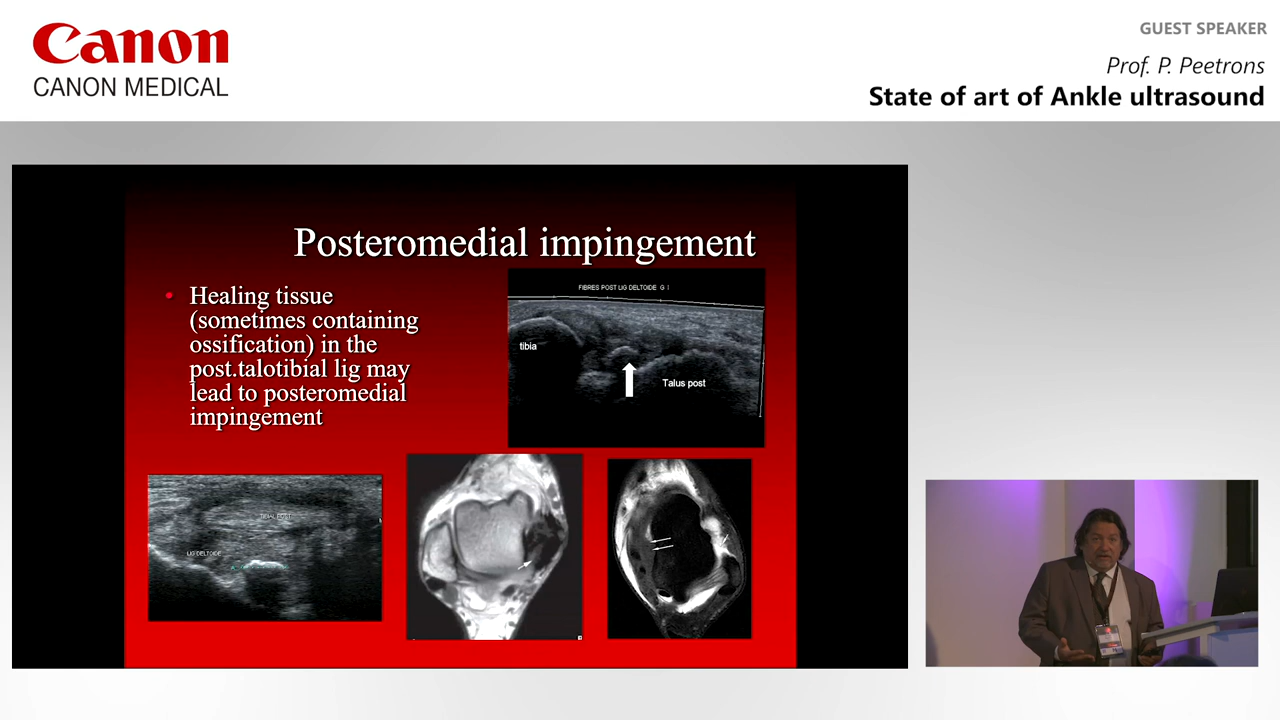 Canon
CANON MEDICAL
GUEST SPEAKER
Prof. P. Peetrons
State of art of Ankle ultrasound
Posteromedial impingement
• Healing tissue
(sometimes containing
ossification) in the
post.talotibial lig may
lead to posteromedial
impingement
FIBRES POST LIG DELTOIDE G I
tibia
Talus post
TIBIAL POST
LIG DELTOIDE